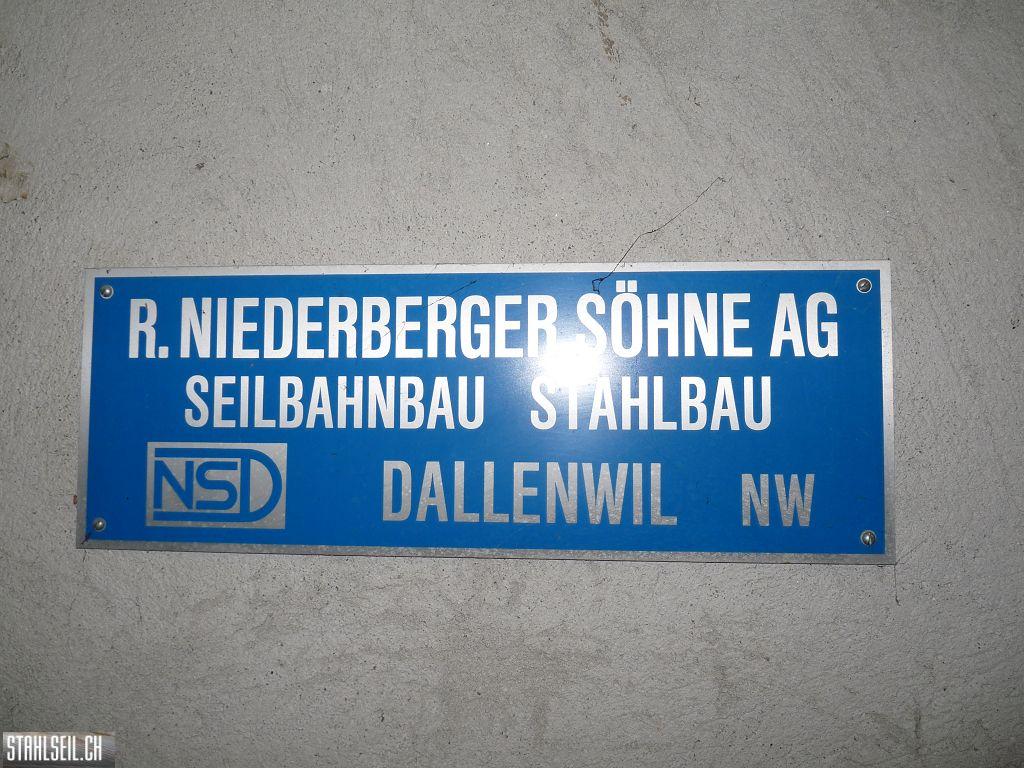 R. NIEDERBERGER SÖHNE AG
SEILBAHNBAU STAHLBAU
NSD DALLENWIL NW
STAHLSEIL.CH